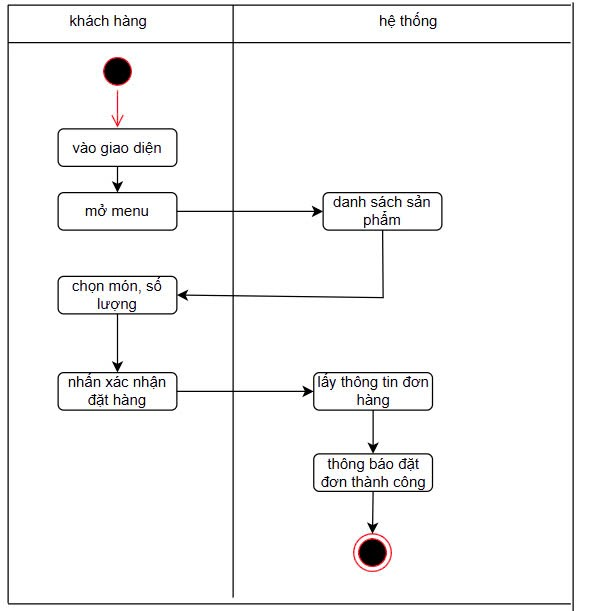 khách hàng
hệ thống
vào giao diện
mở menu
danh sách sản
phẩm
chọn món, số
lượng
nhấn xác nhận
đặt hàng
lấy thông tin đơn
hàng
thông báo đặt
đơn thành công